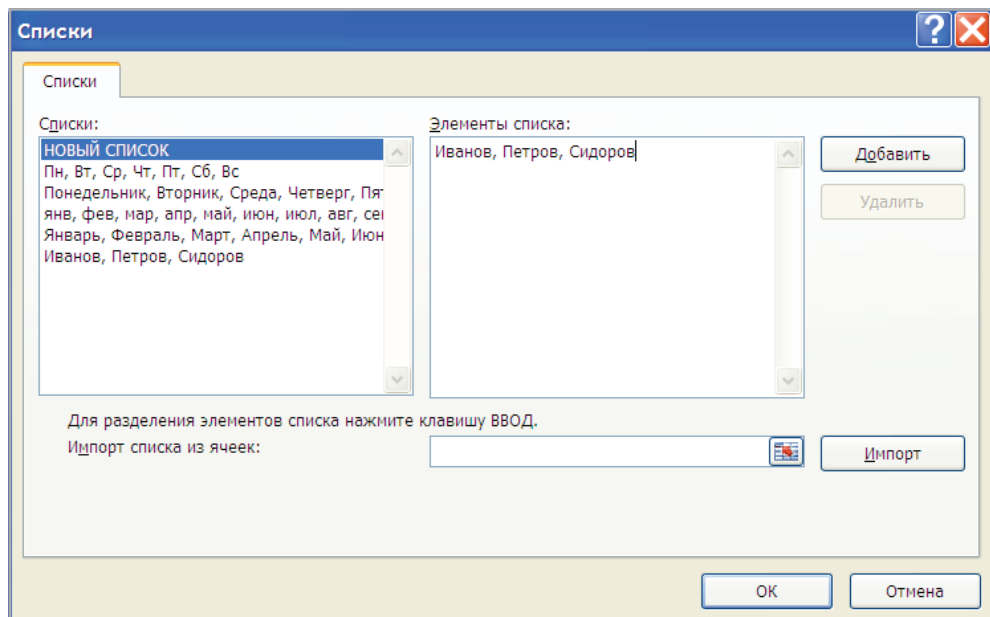 Списки
Списки
Списки:
НОВЫЙ СПИСОК
Пн, Вт, Ср, Чт, Пт, Сб, Вс
Понедельник, Вторник, Среда, Четверг, Пят
янв, фев, мар, апр, май, июн, июл, авг, сен
Январь, Февраль, Март, Апрель, Май, Июн
Иванов, Петров, Сидоров
Элементы списка:
Иванов, Петров, Сидоров
Добавить
Удалить
Для разделения элементов списка нажмите клавишу ВВОД.
Импорт списка из ячеек:
Импорт
ОК
Отмена